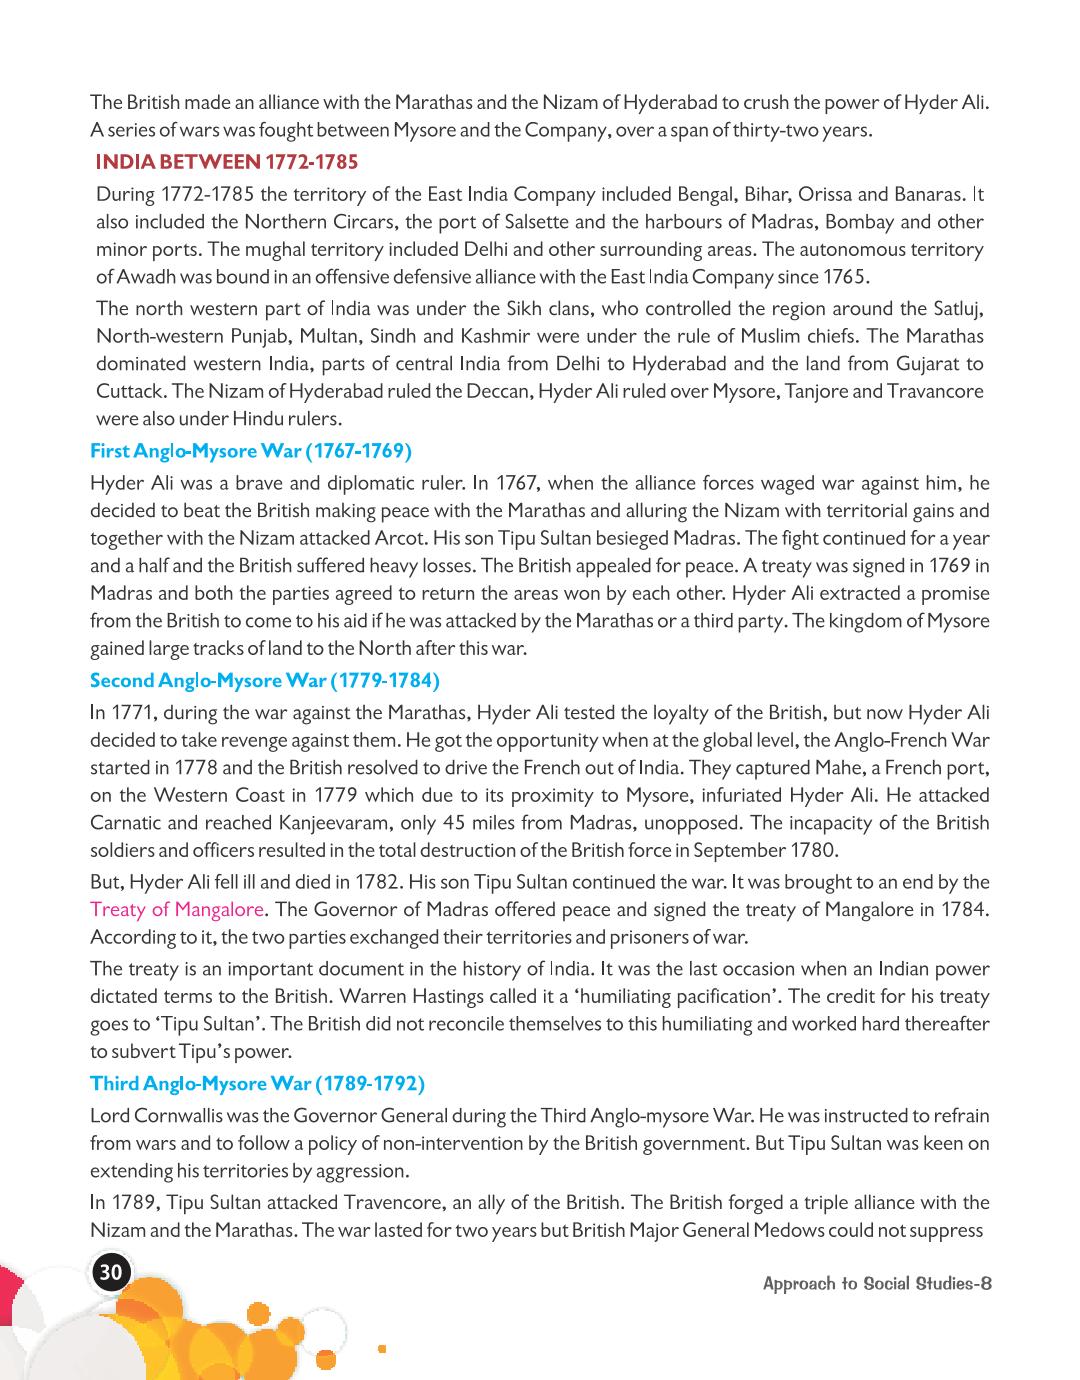 The British made an alliance with the Marathas and the Nizam of Hyderabad to crush the power of Hyder Ali.
A series of wars was fought between Mysore and the Company, over a span of thirty-two years.
INDIA BETWEEN 1772-1785
During 1772-1785 the territory of the East India Company included Bengal, Bihar, Orissa and Banaras. It
also included the Northern Circars, the port of Salsette and the harbours of Madras, Bombay and other
minor ports. The mughal territory included Delhi and other surrounding areas. The autonomous territory
of Awadh was bound in an offensive defensive alliance with the East India Company since 1765.
The north western part of India was under the Sikh clans, who controlled the region around the Satluj,
North-western Punjab, Multan, Sindh and Kashmir were under the rule of Muslim chiefs. The Marathas
dominated western India, parts of central India from Delhi to Hyderabad and the land from Gujarat to
Cuttack. The Nizam of Hyderabad ruled the Deccan, Hyder Ali ruled over Mysore, Tanjore and Travancore
were also under Hindu rulers.
First Anglo-Mysore War (1767-1769)
Hyder Ali was a brave and diplomatic ruler. In 1767, when the alliance forces waged war against him, he
decided to beat the British making peace with the Marathas and alluring the Nizam with territorial gains and
together with the Nizam attacked Arcot. His son Tipu Sultan besieged Madras. The fight continued for a year
and a half and the British suffered heavy losses. The British appealed for peace. A treaty was signed in 1769 in
Madras and both the parties agreed to return the areas won by each other. Hyder Ali extracted a promise
from the British to come to his aid if he was attacked by the Marathas or a third party. The kingdom of Mysore
gained large tracks of land to the North after this war.
Second Anglo-Mysore War (1779-1784)
In 1771, during the war against the Marathas, Hyder Ali tested the loyalty of the British, but now Hyder Ali
decided to take revenge against them. He got the opportunity when at the global level, the Anglo-French War
started in 1778 and the British resolved to drive the French out of India. They captured Mahe, a French port,
on the Western Coast in 1779 which due to its proximity to Mysore, infuriated Hyder Ali. He attacked
Carnatic and reached Kanjeevaram, only 45 miles from Madras, unopposed. The incapacity of the British
soldiers and officers resulted in the total destruction of the British force in September 1780.
But, Hyder Ali fell ill and died in 1782. His son Tipu Sultan continued the war. It was brought to an end by the
Treaty of Mangalore. The Governor of Madras offered peace and signed the treaty of Mangalore in 1784.
According to it, the two parties exchanged their territories and prisoners of war.
The treaty is an important document in the history of India. It was the last occasion when an Indian power
dictated terms to the British. Warren Hastings called it a ‘humiliating pacification’. The credit for his treaty
goes to ‘Tipu Sultan’. The British did not reconcile themselves to this humiliating and worked hard thereafter
to subvert Tipu’s power.
Third Anglo-Mysore War (1789-1792)
Lord Cornwallis was the Governor General during the Third Anglo-mysore War. He was instructed to refrain
from wars and to follow a policy of non-intervention by the British government. But Tipu Sultan was keen on
extending his territories by aggression.
In 1789, Tipu Sultan attacked Travencore, an ally of the British. The British forged a triple alliance with the
Nizam and the Marathas. The war lasted for two years but British Major General Medows could not suppress
30
Approach to Social Studies-8